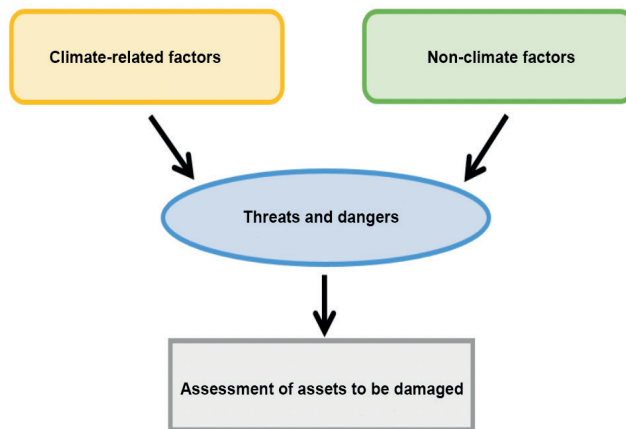 Climate-related factors
Non-climate factors
Threats and dangers
Assessment of assets to be damaged